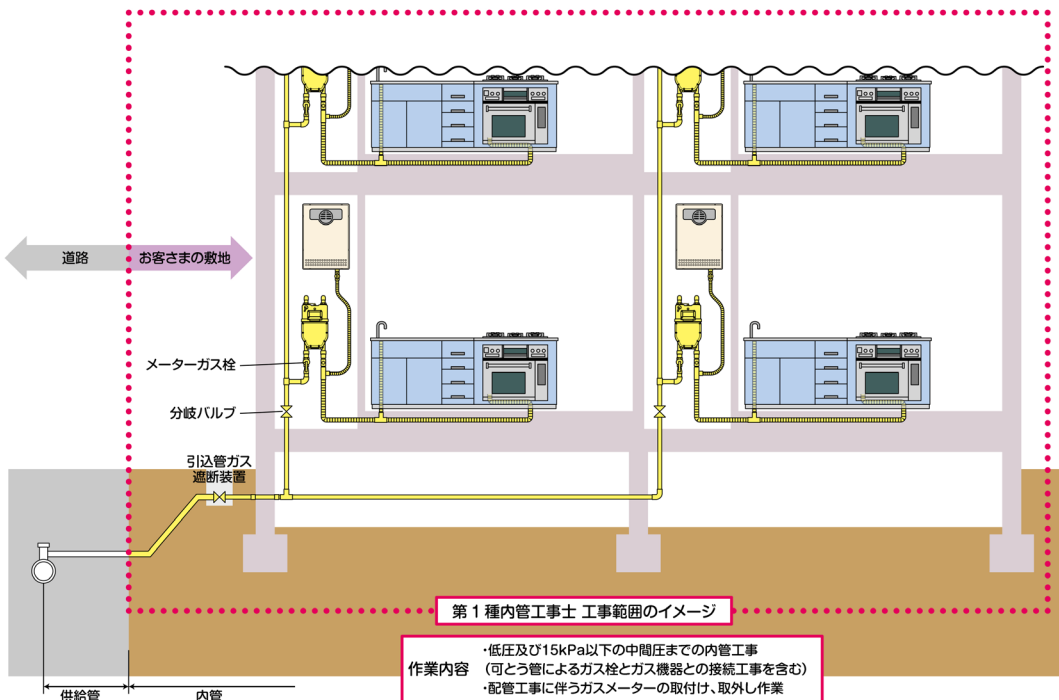 道路
お客さまの敷地
メーターガス栓
分岐バルブ
引込管ガス
遮断装置
第1種内管工事士 工事範囲のイメージ
作業内容
・低圧及び15kPa以下の中間圧までの内管工事
(可とう管によるガス栓とガス機器との接続工事を含む)
・配管工事に伴うガスメーターの取付け、取外し作業
供給管
内管